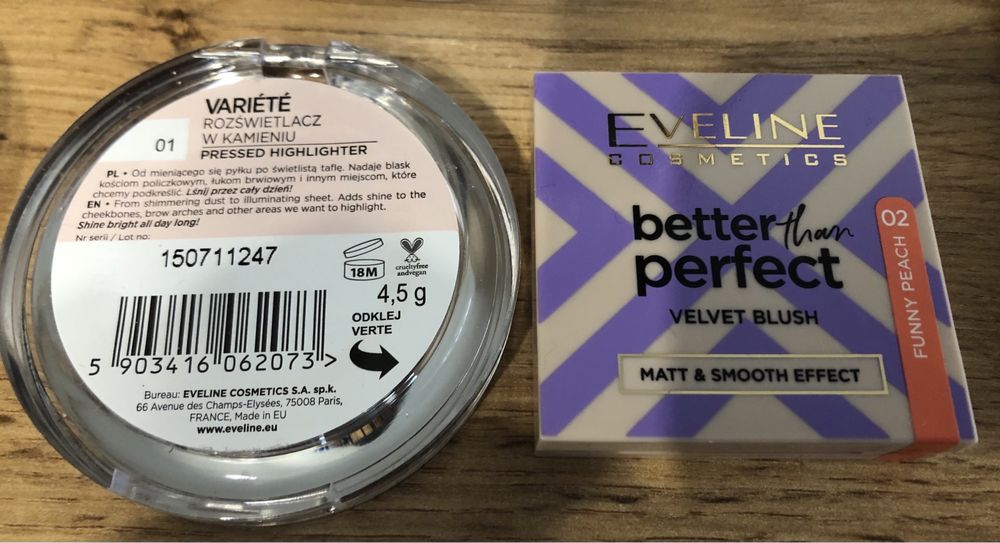 VARIÉTÉ
ROZŚWIETLACZ
W KAMIENIU
PRESSED HIGHLIGHTER
01
PL • Od mieniącego się pyłku po świetlistą taflę. Nadaje blask
kościom policzkowym, łukom brwiowym i innym miejscom, które
chcemy podkreślić. Lśnij przez cały dzień!
EN • From shimmering dust to illuminating sheet. Adds shine to the
cheekbones, brow arches and other areas we want to highlight.
Shine bright all day long!
Nr serii / Lot no:
150711247
18M
crueltyfree
andvegan
4,5 g
ODKLEJ
VERTE
5 903416 062073 >
Bureau: EVELINE COSMETICS S.A. sp.k.
66 Avenue des Champs-Elysées, 75008 Paris,
FRANCE, Made in EU
www.eveline.eu
EVELINE
COSMETICS
better than
perfect
VELVET BLUSH
MATT & SMOOTH EFFECT
FUNNY PEACH 02